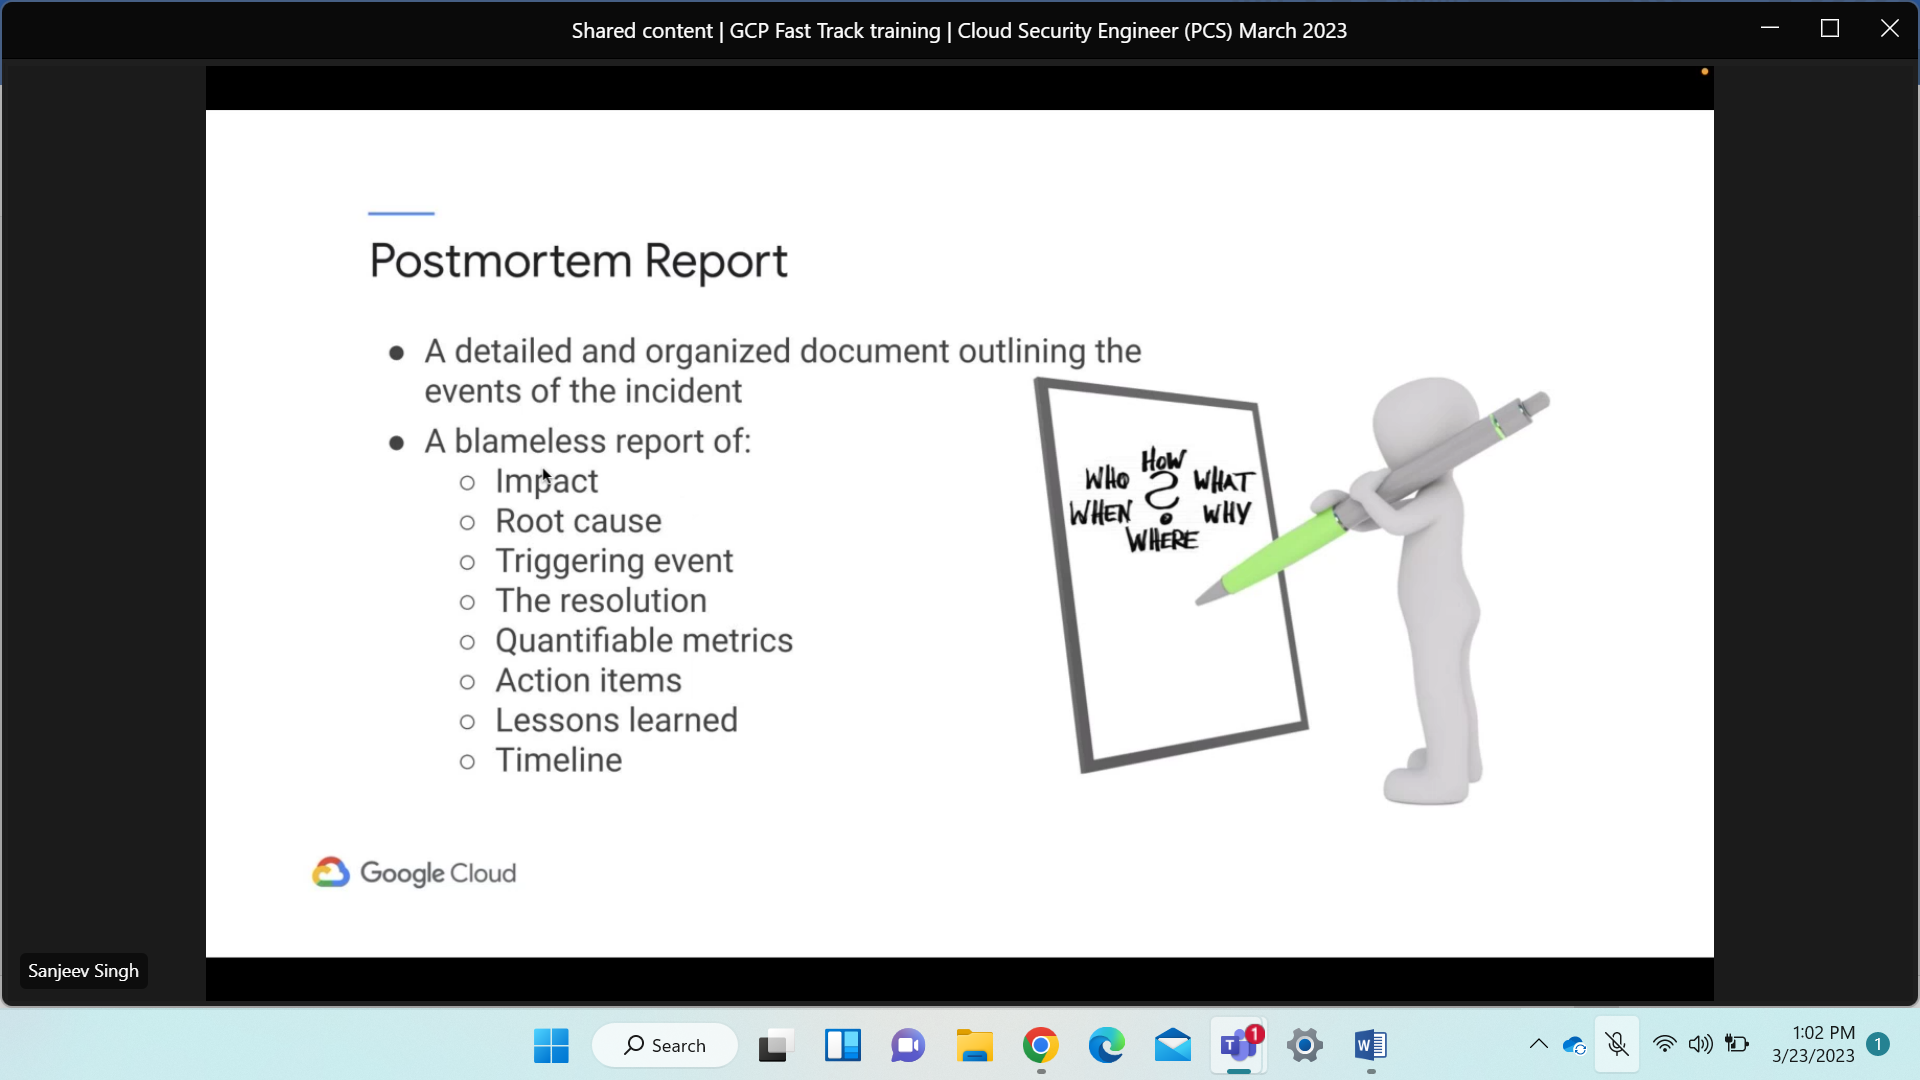 Shared content | GCP Fast Track training | Cloud Security Engineer (PCS) March 2023
Postmortem Report
● A detailed and organized document outlining the
events of the incident
● A blameless report of:
○ Impact
○ Root cause
○ Triggering event
○ The resolution
○ Quantifiable metrics
○ Action items
○ Lessons learned
○ Timeline
HOW
WHO ? WHAT
WHEN WHY
WHERE
Google Cloud
Sanjeev Singh
Search
T 1
W
1:02 PM
3/23/2023
1